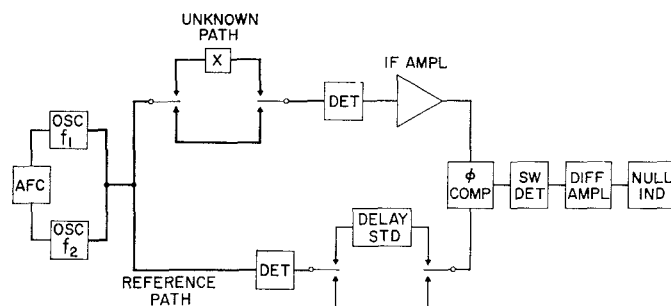 UNKNOWN
PATH
X
IF AMPL
OSC
f1
DET
AFC
φ
COMP
SW
DET
DIFF
AMPL
NULL
IND
OSC
f2
DELAY
STD
DET
REFERENCE
PATH